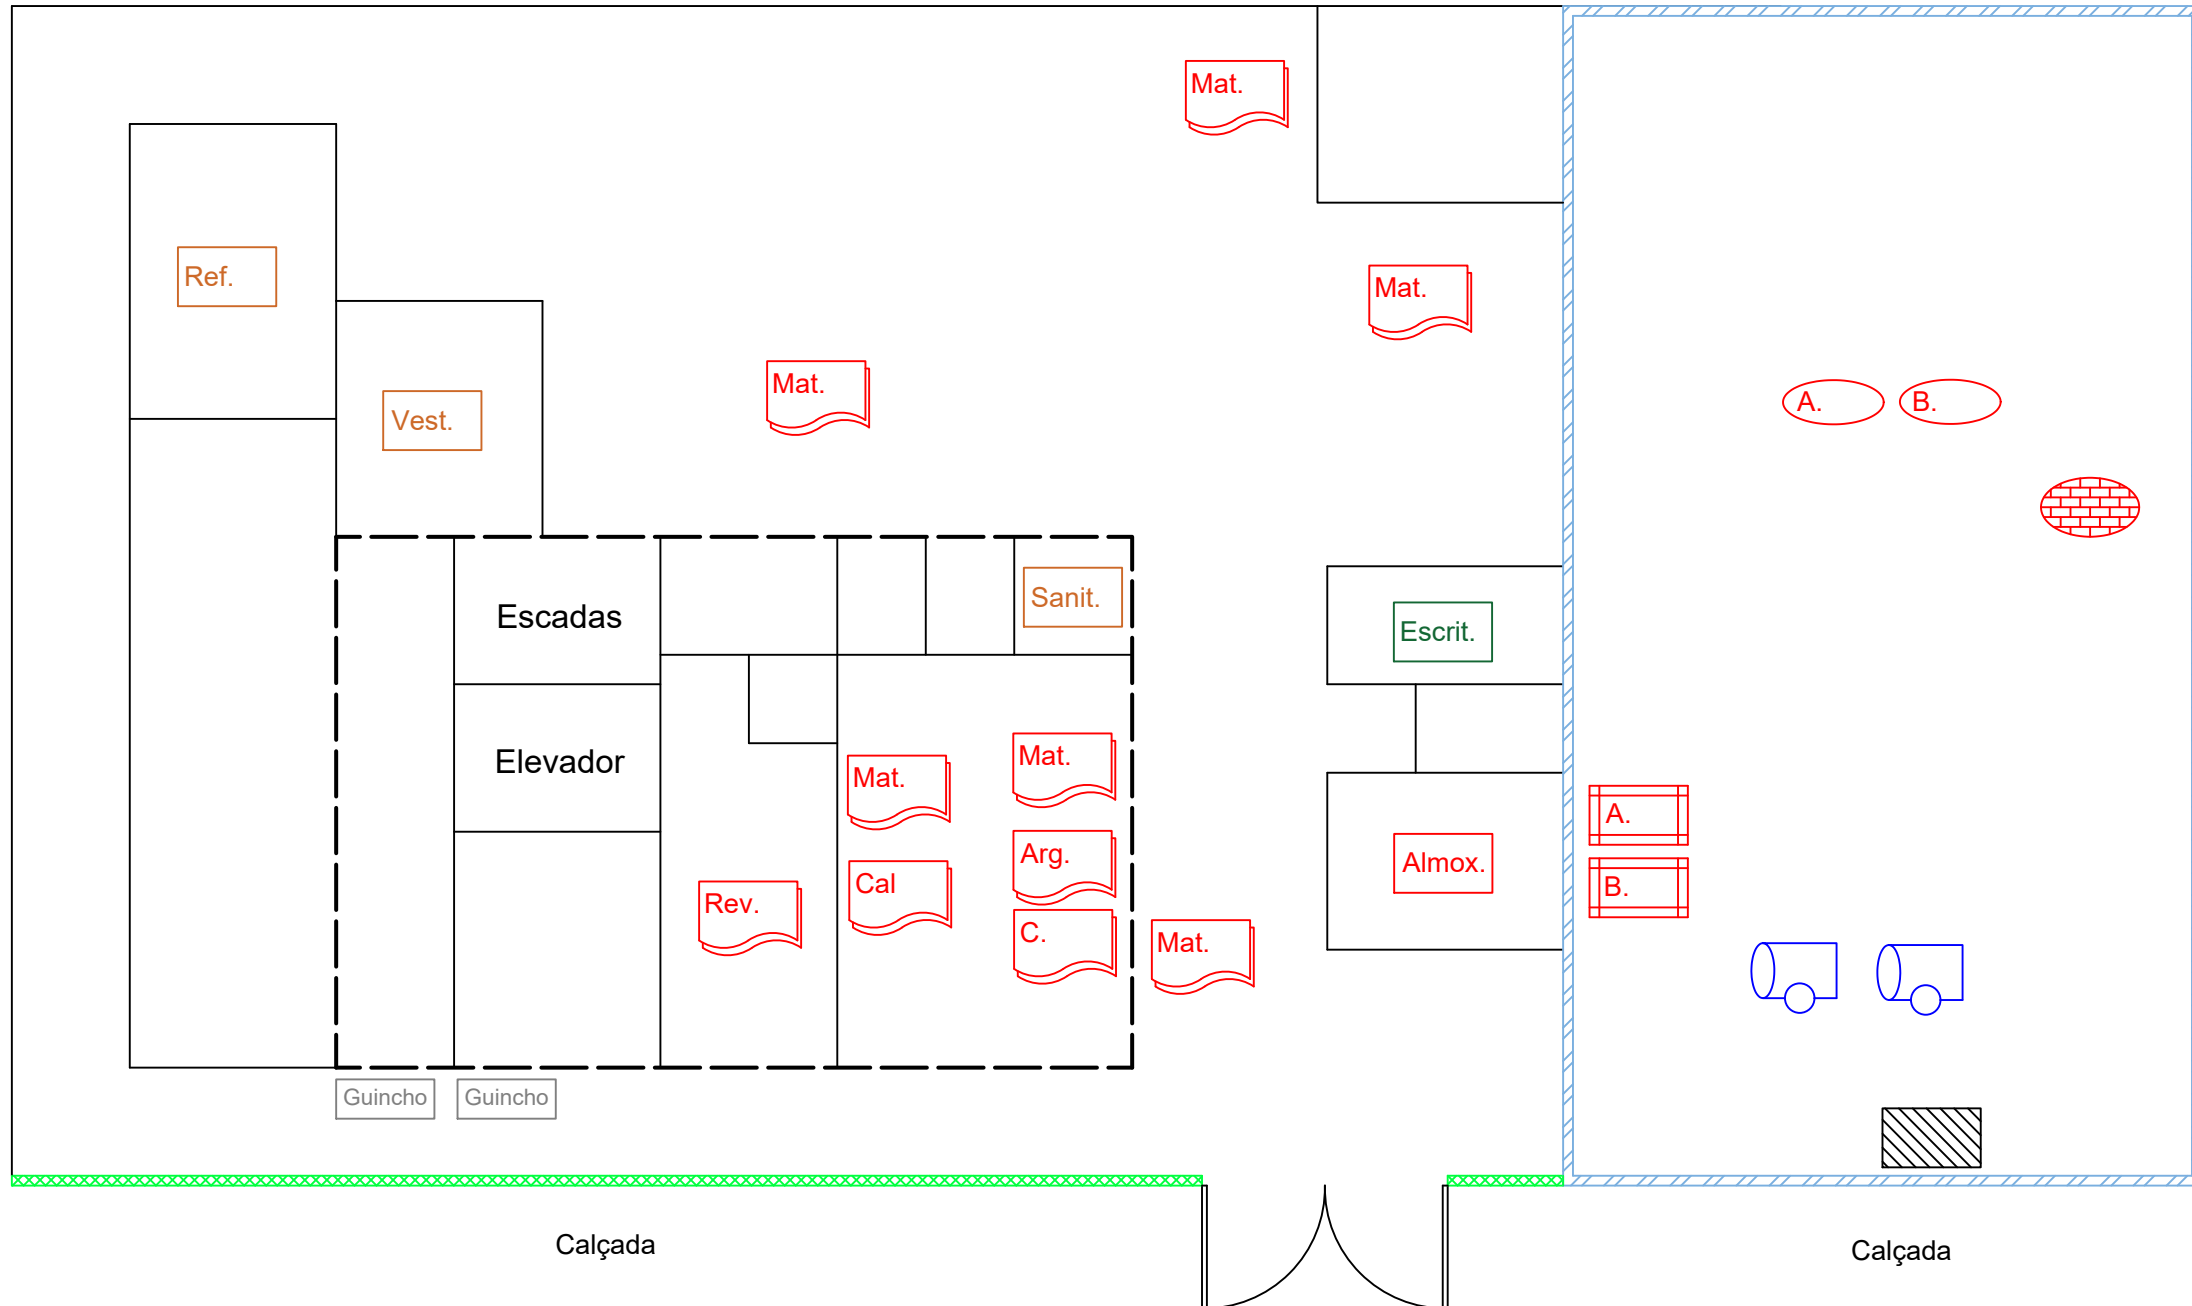 Mat.
Ref.
Mat.
Mat.
Vest.
A.
B.
Escadas
Sanit.
Escrit.
Elevador
Mat.
Mat.
A.
Arg.
Almox.
Cal
B.
Rev.
C.
Mat.
Guincho
Guincho
Calçada
Calçada